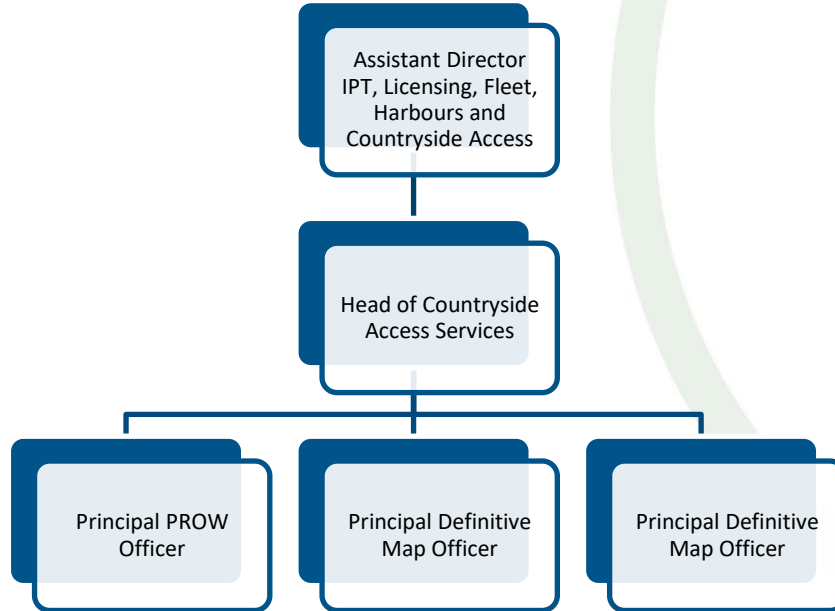 Assistant Director
IPT, Licensing, Fleet,
Harbours and
Countryside Access
Head of Countryside
Access Services
Principal PROW
Officer
Principal Definitive
Map Officer
Principal Definitive
Map Officer